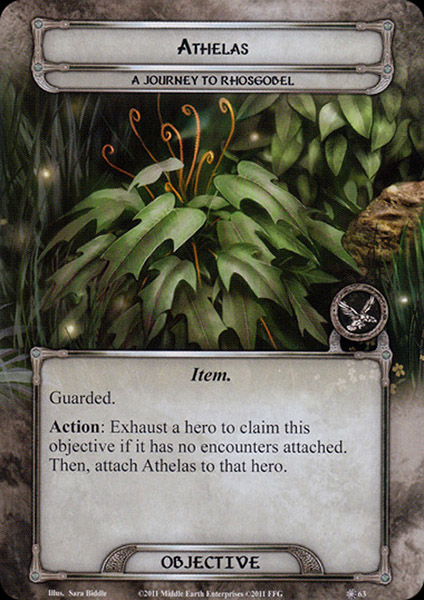 Athelas
A Journey to Rhosgobel
Item.
Guarded.
Action: Exhaust a hero to claim this
objective if it has no encounters attached.
Then, attach Athelas to that hero.
Objective
Illus. Sara Biddle ©2011 Middle Earth Enterprises ©2011 FFG 63